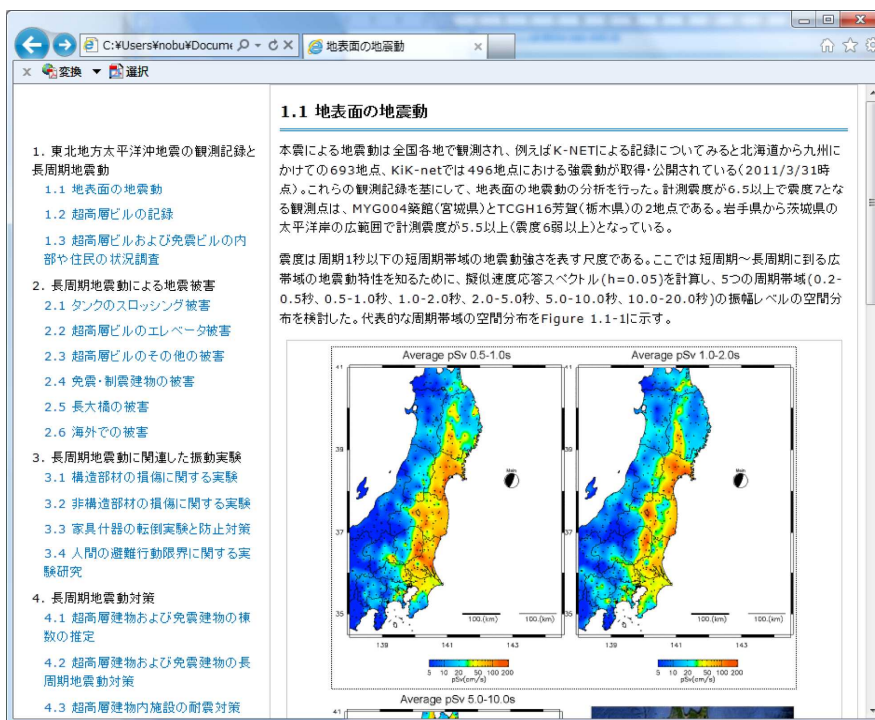 C:¥Users¥nobu¥Docume
地表面の地震動
変換 選択
1. 東北地方太平洋沖地震の観測記録と
長周期地震動
1.1 地表面の地震動
1.2 超高層ビルの記録
1.3 超高層ビルおよび免震ビルの内
部や住民の状況調査
2. 長周期地震動による地震被害
2.1 タンクのスロッシング被害
2.2 超高層ビルのエレベータ被害
2.3 超高層ビルのその他の被害
2.4 免震・制震建物の被害
2.5 長大橋の被害
2.6 海外での被害
3. 長周期地震動に関連した振動実験
3.1 構造部材の損傷に関する実験
3.2 非構造部材の損傷に関する実験
3.3 家具什器の転倒実験と防止対策
3.4 人間の避難行動限界に関する実
験研究
4. 長周期地震動対策
4.1 超高層建物および免震建物の棟
数の推定
4.2 超高層建物および免震建物の長
周期地震動対策
4.3 超高層建物内施設の耐震対策
1.1 地表面の地震動
本震による地震動は全国各地で観測され、例えばK-NETによる記録についてみると北海道から九州に
かけての693地点、KiK-netでは496地点における強震動が取得・公開されている(2011/3/31時
点)。これらの観測記録を基にして、地表面の地震動の分析を行った。計測震度が6.5以上で震度7とな
る観測点は、MYG004築館(宮城県)とTCGH16芳賀(栃木県)の2地点である。岩手県から茨城県の
太平洋岸の広範囲で計測震度が5.5以上(震度6弱以上)となっている。
震度は周期1秒以下の短周期帯域の地震動強さを表す尺度である。ここでは短周期～長周期に到る広
帯域の地震動特性を知るために、擬似速度応答スペクトル(h=0.05)を計算し、5つの周期帯域(0.2-
0.5秒、0.5-1.0秒、1.0-2.0秒、2.0-5.0秒、5.0-10.0秒、10.0-20.0秒)の振幅レベルの空間分
布を検討した。代表的な周期帯域の空間分布をFigure 1.1-1に示す。
Average pSv 0.5-1.0s
41
39
37
35
Main
100.(km) 100.(km)
139 141 143
5 10 20 50 100 200
pSv(cm/s)
Average pSv 1.0-2.0s
41
39
37
35
Main
100.(km) 100.(km)
139 141 143
5 10 20 50 100 200
pSv(cm/s)
Average pSv 5.0-10.0s
41